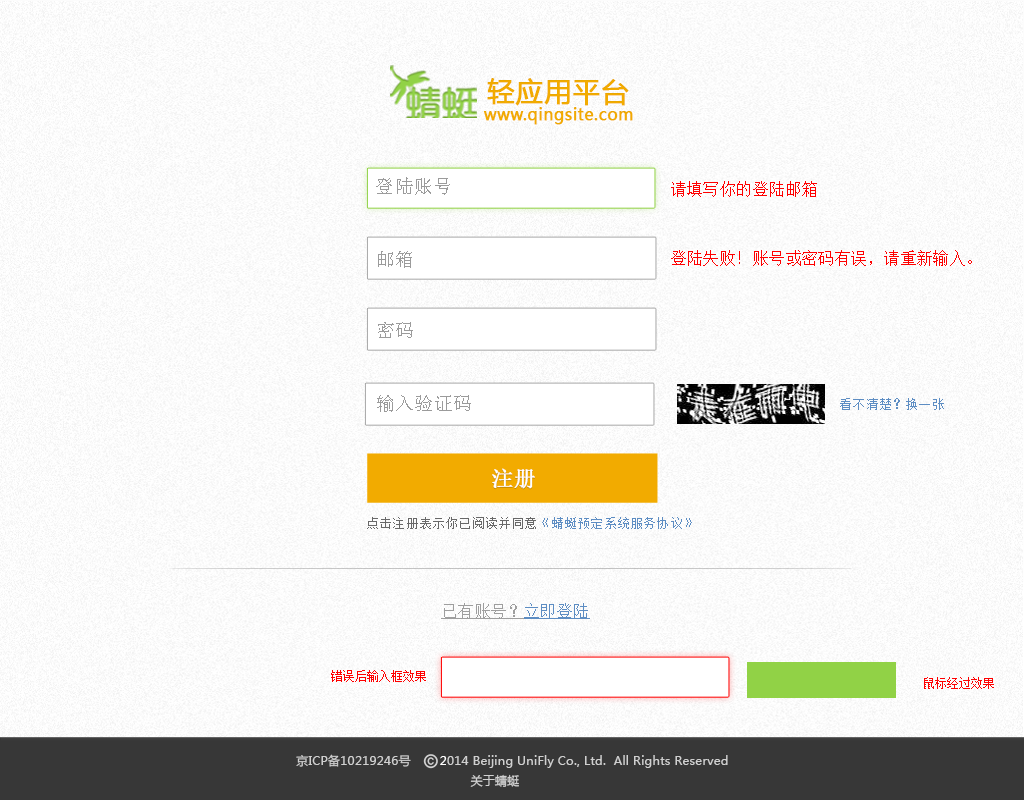 蜻蜓 轻应用平台
www.qingsite.com
登陆账号 请填写你的登陆邮箱
邮箱 登陆失败！账号或密码有误，请重新输入。
密码
输入验证码 看不清楚？换一张
注册
点击注册表示你已阅读并同意《蜻蜓预定系统服务协议》
已有账号？立即登陆
错误后输入框效果 鼠标经过效果
京ICP备10219246号 ©2014 Beijing UniFly Co., Ltd. All Rights Reserved
关于蜻蜓